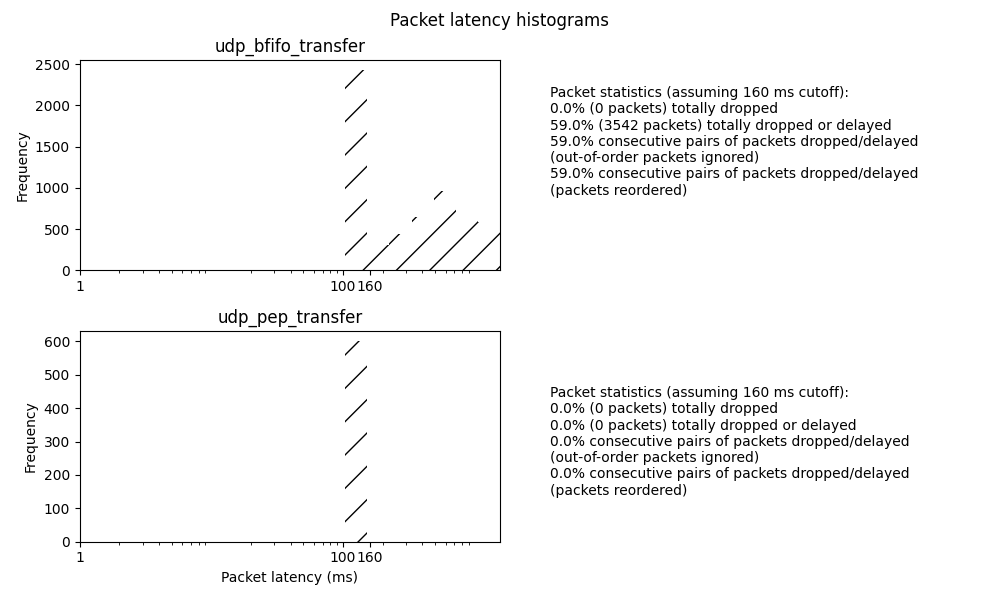 Packet latency histograms
udp_bfifo_transfer
2500
2000
1500
1000
500
0
Frequency
1
100
160
Packet statistics (assuming 160 ms cutoff):
0.0% (0 packets) totally dropped
59.0% (3542 packets) totally dropped or delayed
59.0% consecutive pairs of packets dropped/delayed
(out-of-order packets ignored)
59.0% consecutive pairs of packets dropped/delayed
(packets reordered)
udp_pep_transfer
600
500
400
300
200
100
0
Frequency
1
100
160
Packet latency (ms)
Packet statistics (assuming 160 ms cutoff):
0.0% (0 packets) totally dropped
0.0% (0 packets) totally dropped or delayed
0.0% consecutive pairs of packets dropped/delayed
(out-of-order packets ignored)
0.0% consecutive pairs of packets dropped/delayed
(packets reordered)